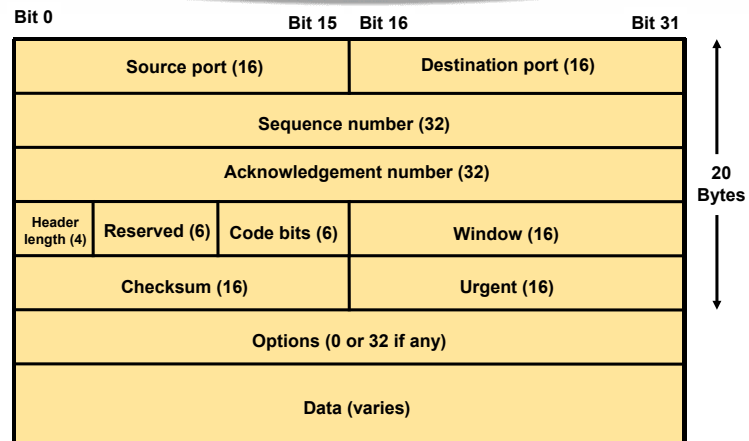 Bit 0 Bit 15 Bit 16 Bit 31
Source port (16) Destination port (16)
Sequence number (32)
Acknowledgement number (32)
20
Bytes
Header
length (4) Reserved (6) Code bits (6) Window (16)
Checksum (16) Urgent (16)
Options (0 or 32 if any)
Data (varies)